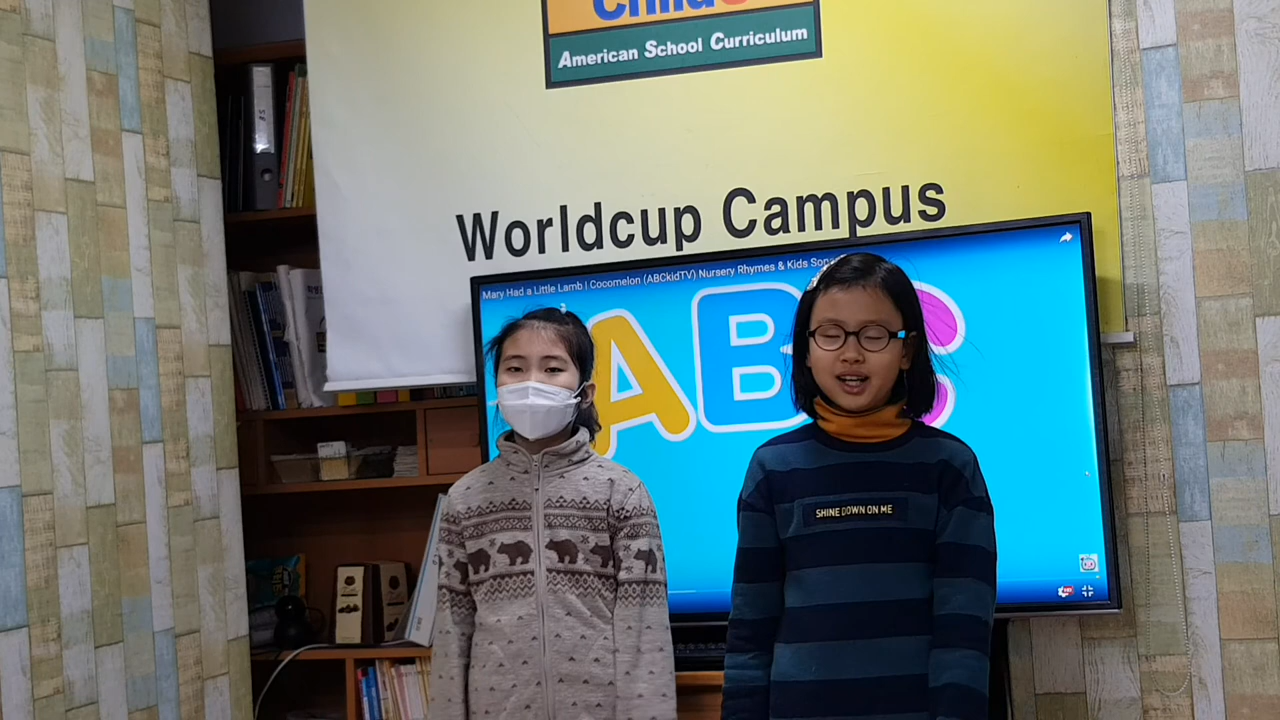 American School Curriculum
Worldcup Campus
Mary Had a Little Lamb | Cocomelon (ABCkidTV) Nursery Rhymes & Kids
ABC
SHINE DOWN ON ME